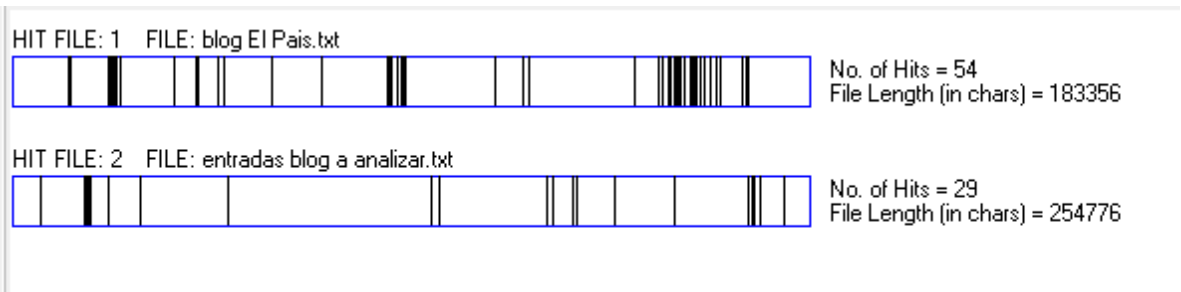 HIT FILE: 1 FILE: blog El Pais.txt
No. of Hits = 54
File Length (in chars) = 183356
HIT FILE: 2 FILE: entradas blog a analizar.txt
No. of Hits = 29
File Length (in chars) = 254776